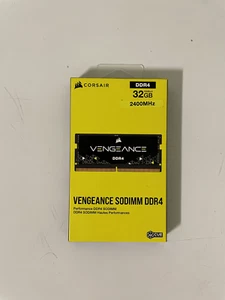 CORSAIR
DDR4
32GB
2400MHz
VENGEANCE
DDR4
VENGEANCE SODIMM DDR4
Performance DDR4 SODIMM
DDR4 SODIMM Hautes Performances